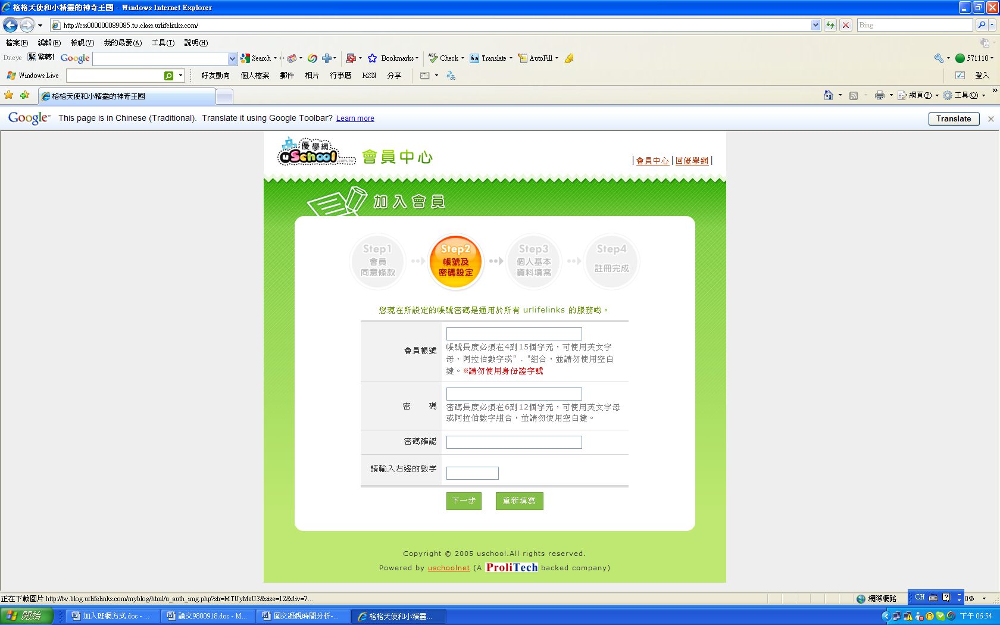 格格天使和小精靈的神奇王國 - Windows Internet Explorer
http://css000000089085.tw.class.urlifelinks.com/
Bing
檔案(F) 編輯(E) 檢視(V) 我的最愛(A) 工具(T) 說明(H)
Dr.eye 繁 繁轉 Google Search Bookmarks ABC Check Translate AutoFill 571110
Windows Live 好友動向 個人檔案 郵件 相片 行事曆 MSN 分享 登入
格格天使和小精靈的神奇王國 網頁(P) 工具(O)
Google™ This page is in Chinese (Traditional). Translate it using Google Toolbar? Learn more Translate
優學網 uSchool.com.tw 會員中心
| 會員中心 | 回優學網 |
加入會員
Step1 會員 同意條款
Step2 帳號及 密碼設定
Step3 個人基本 資料填寫
Step4 註冊完成
您現在所設定的帳號密碼是通用於所有 urlifelinks 的服務喲。
會員帳號
帳號長度必須在4到15個字元，可使用英文字
母、阿拉伯數字或" . "組合，並請勿使用空白
鍵。※請勿使用身份證字號
密 碼
密碼長度必須在6到12個字元，可使用英文字母
或阿拉伯數字組合，並請勿使用空白鍵。
密碼確認
請輸入右邊的數字
下一步 重新填寫
Copyright © 2005 uschool.All rights reserved.
Powered by uschoolnet (A ProliTech backed company)
正在下載圖片 http://tw.blog.urlifelinks.com/myblog/html/u_auth_img.php?str=MTUyMzU3&size=12&div=7... 網際網路 CH 0%
開始 加入班網方式.doc - ... 論文9800918.doc - M... 圖文凝視時間分析-... 格格天使和小精靈... 下午 06:54